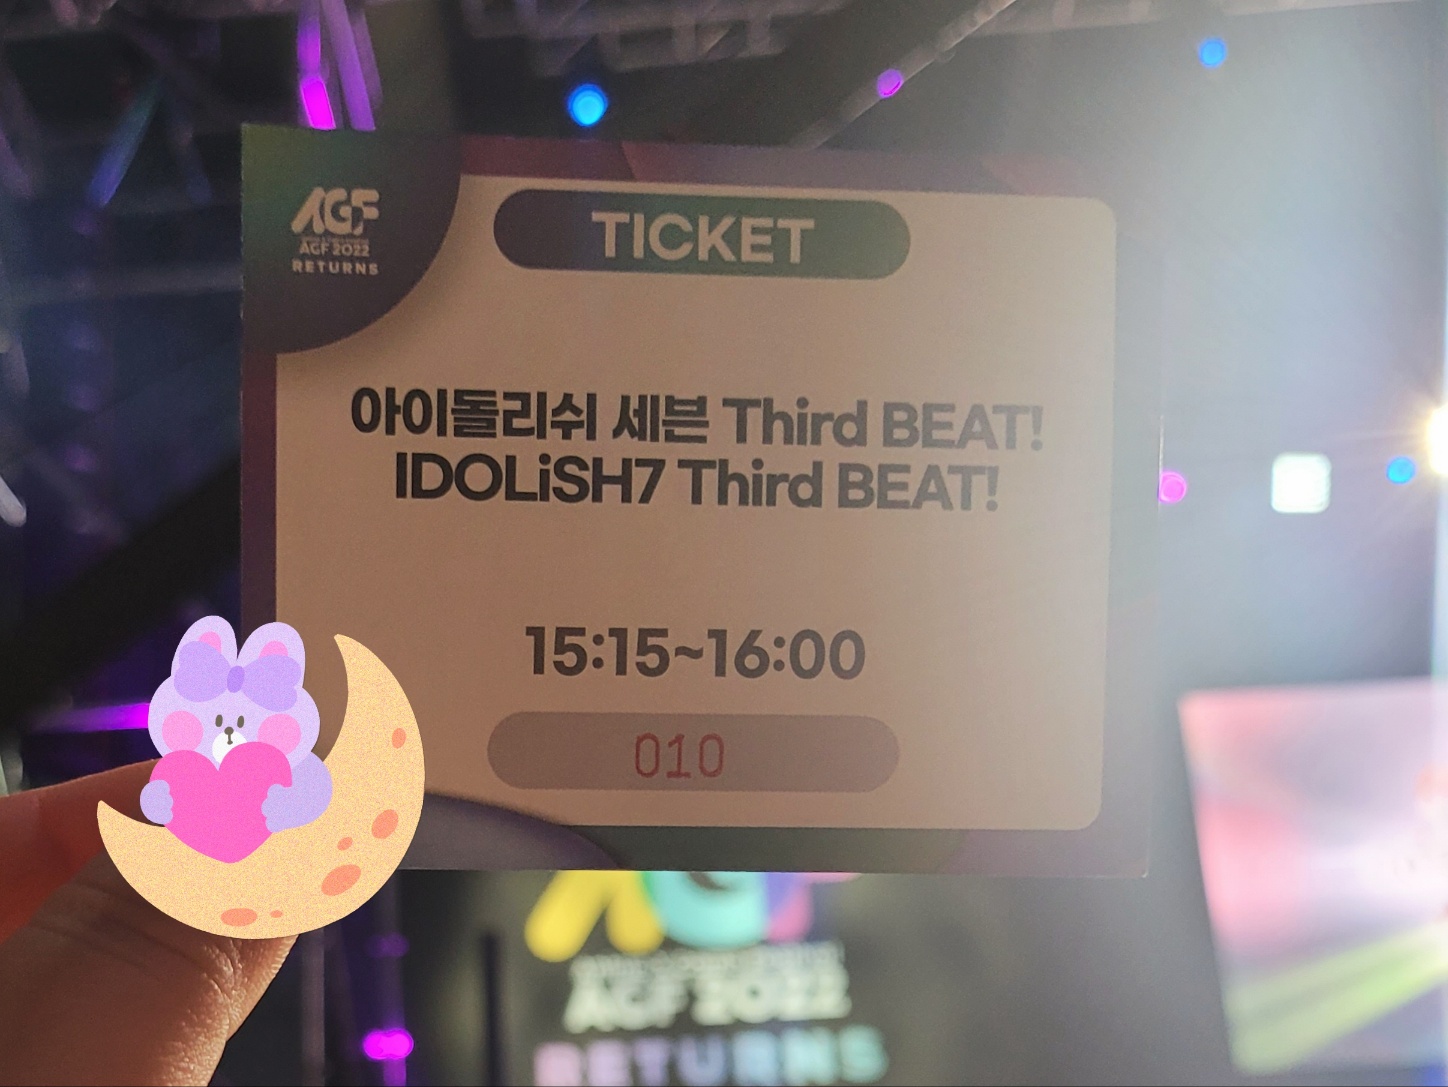 AGF
AGF 2022
RETURNS
TICKET
아이돌리쉬 세븐 Third BEAT!
IDOLiSH7 Third BEAT!
15:15~16:00
010
AGF
AGF 2022
RETURNS